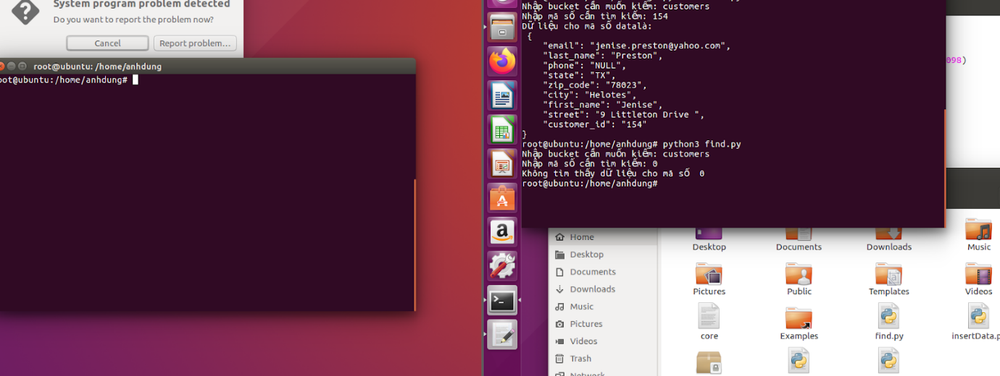 System program problem detected
Do you want to report the problem now?
Cancel
Report problem...
root@ubuntu: /home/anhdung
oot@ubuntu:/home/anhdung#
Nhập bucket cần muốn kiếm: customers
Nhập mã số cần tìm kiếm: 154
Dữ liệu cho mã số datalà:
{
"email": "jenise.preston@yahoo.com",
"last_name": "Preston",
"phone": "NULL",
"state": "TX",
"zip_code": "78023",
"city": "Helotes",
"first_name": "Jenise",
"street": "9 Littleton Drive ",
"customer_id": "154"
}
root@ubuntu:/home/anhdung# python3 find.py
Nhập bucket cần muốn kiếm: customers
Nhập mã số cần tìm kiếm: 0
Không tìm thấy dữ liệu cho mã số  0
root@ubuntu:/home/anhdung#
098)
Home
Desktop
Documents
Downloads
Music
Pictures
Videos
Trash
Desktop
Documents
Downloads
Music
Pictures
Public
Templates
Videos
core
Examples
find.py
insertData.p